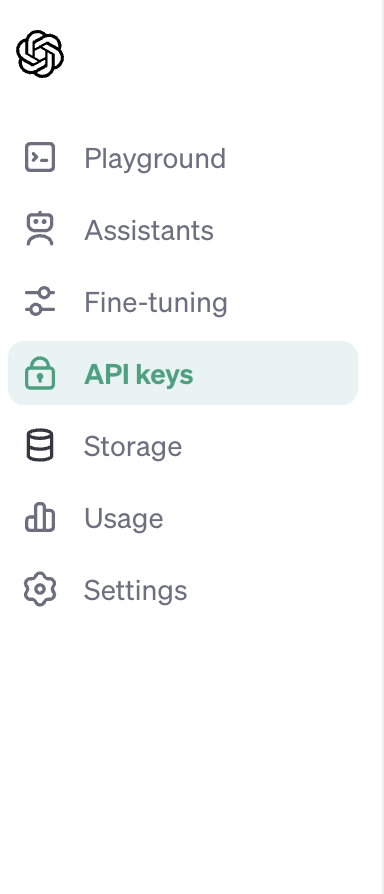 Playground
Assistants
Fine-tuning
API keys
Storage
Usage
Settings